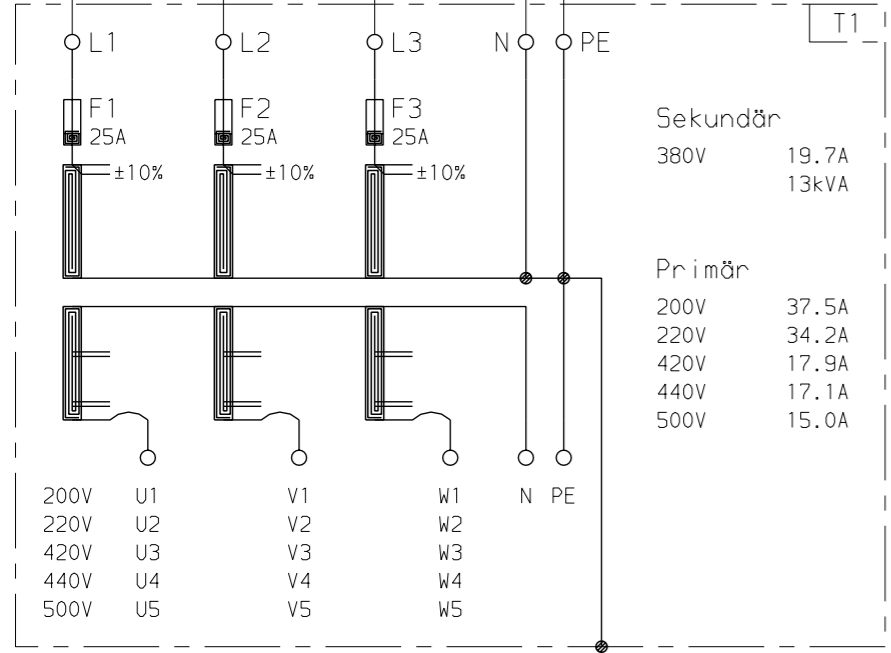 T1
L1 L2 L3 N PE
F1 F2 F3
25A 25A 25A
±10% ±10% ±10%
Sekundär
380V 19.7A
13kVA
Primär
200V 37.5A
220V 34.2A
420V 17.9A
440V 17.1A
500V 15.0A
200V U1 V1 W1 N PE
220V U2 V2 W2
420V U3 V3 W3
440V U4 V4 W4
500V U5 V5 W5